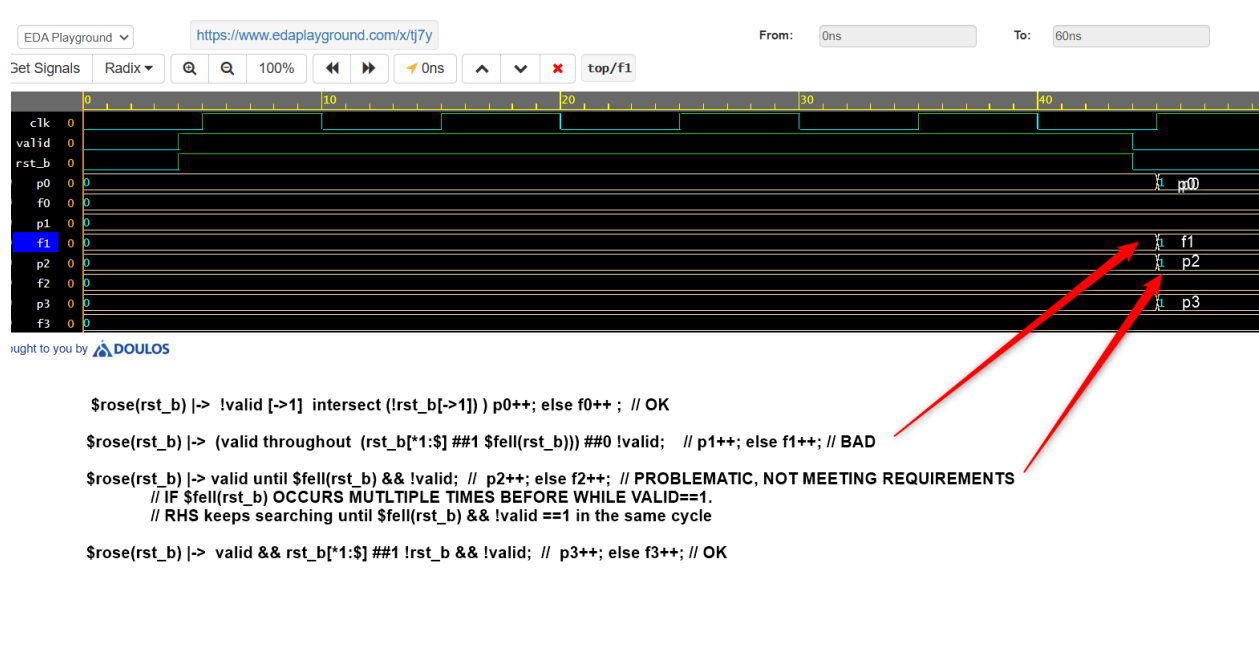 EDA Playground
https://www.edaplayground.com/x/tj7y
From:
0ns
To:
60ns
Get Signals
Radix
100%
0ns
top/f1
0 10 20 30 40
clk 0
valid 0
rst_b 0
p0 0 0 1 p0
f0 0 0
p1 0 0
f1 0 0 1 f1
p2 0 0 1 p2
f2 0 0
p3 0 0 1 p3
f3 0 0
ought to you by DOULOS
$rose(rst_b) |-> !valid [->1] intersect (!rst_b[->1]) ) p0++; else f0++ ; // OK
$rose(rst_b) |-> (valid throughout (rst_b[*1:$] ##1 $fell(rst_b))) ##0 !valid; // p1++; else f1++; // BAD
$rose(rst_b) |-> valid until $fell(rst_b) && !valid; // p2++; else f2++; // PROBLEMATIC, NOT MEETING REQUIREMENTS
// IF $fell(rst_b) OCCURS MUTLTIPLE TIMES BEFORE WHILE VALID==1.
// RHS keeps searching until $fell(rst_b) && !valid ==1 in the same cycle
$rose(rst_b) |-> valid && rst_b[*1:$] ##1 !rst_b && !valid; // p3++; else f3++; // OK